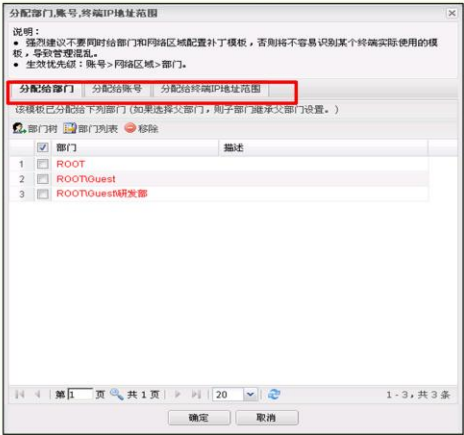 分配部门,账号,终端IP地址范围
说明:
• 强烈建议不要同时给部门和网络区域配置补丁模板，否则将不容易识别某个终端实际使用的模
板，导致管理混乱。
• 生效优先级：账号>网络区域>部门。
分配给部门 分配给账号 分配给终端IP地址范围
该模板已分配给下列部门（如果选择父部门，则子部门继承父部门设置。）
部门树 部门列表 移除
部门 描述
1 ROOT
2 ROOT\Guest
3 ROOT\Guest\研发部
第 1 页 共 1 页 20 1 - 3，共 3 条
确定 取消